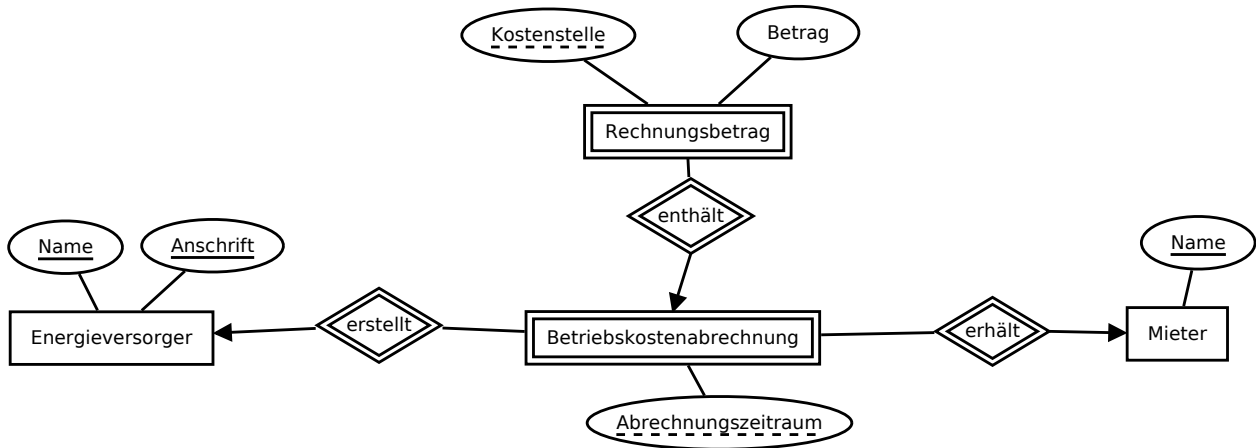 Kostenstelle
Betrag
Rechnungsbetrag
enthält
Name
Anschrift
Name
Energieversorger
erstellt
Betriebskostenabrechnung
erhält
Mieter
Abrechnungszeitraum